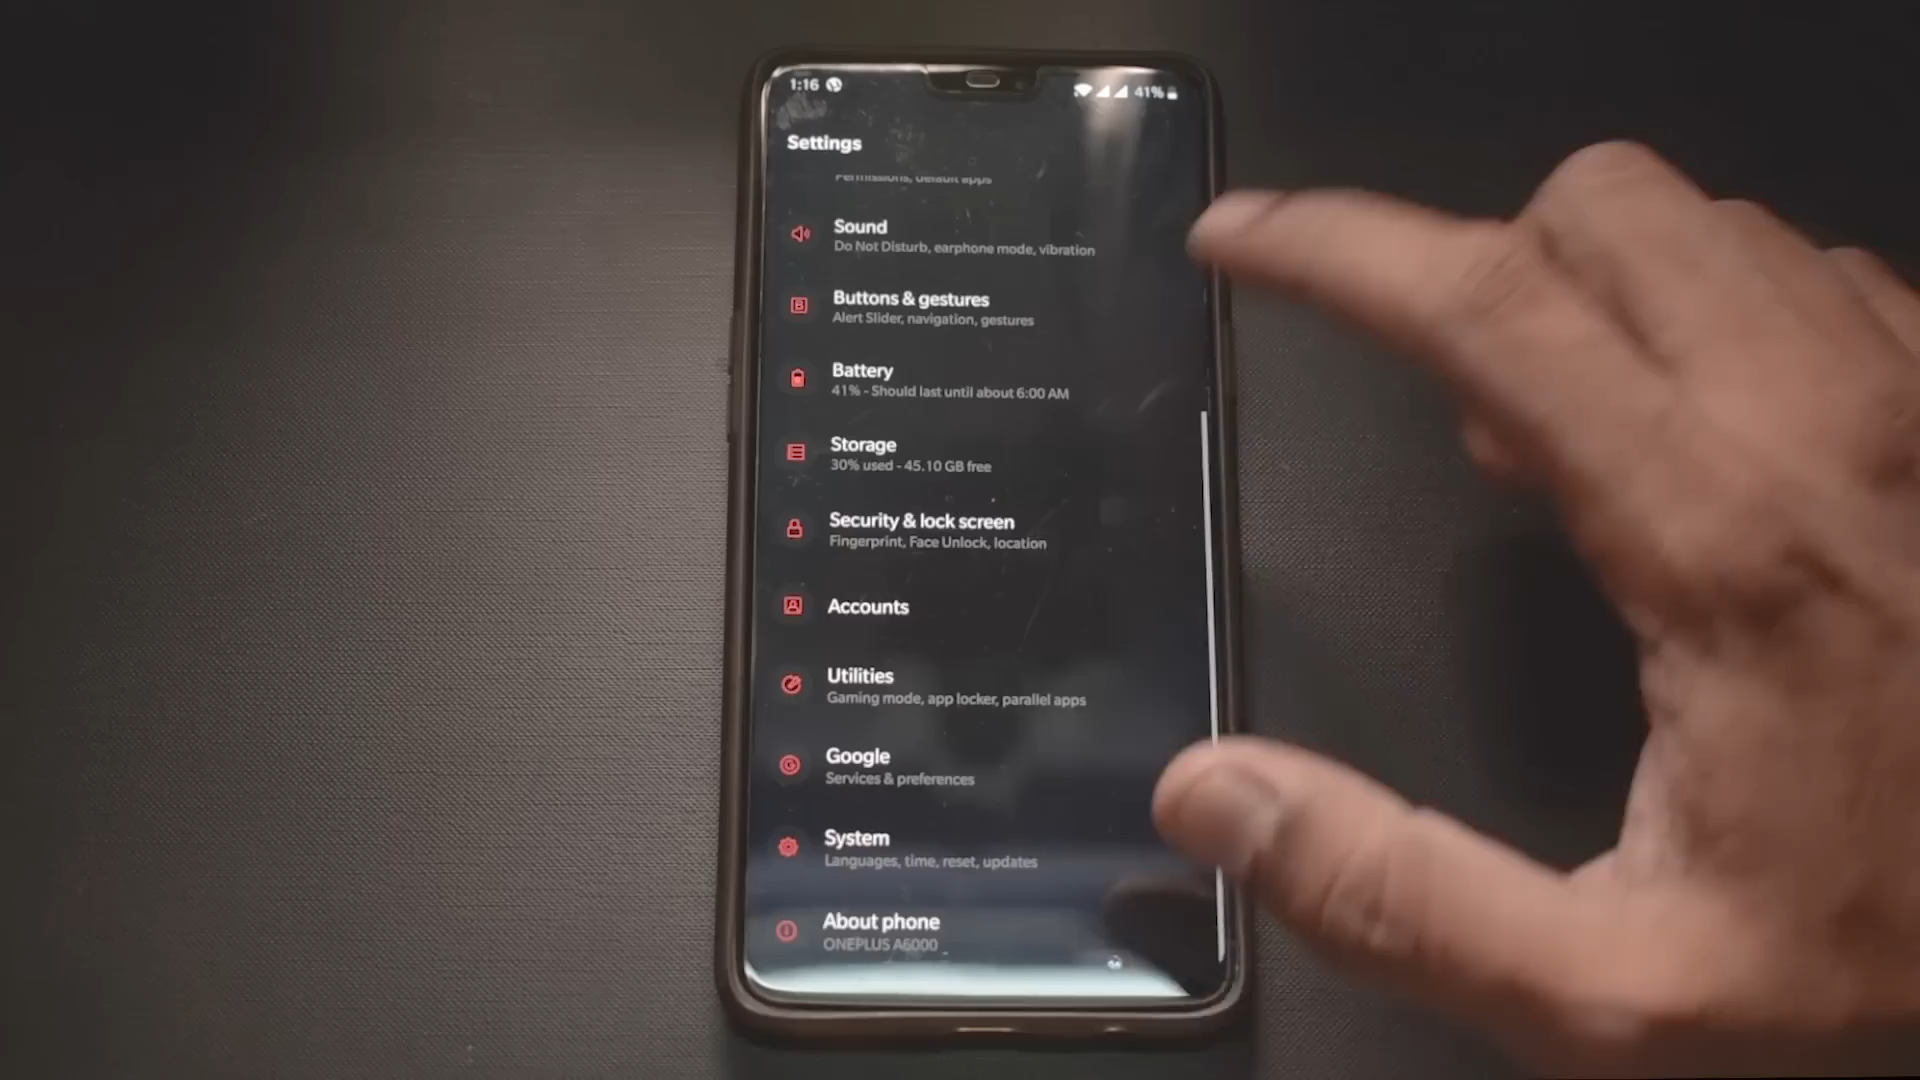 1:16
41%
Settings
Permissions, default apps
Sound
Do Not Disturb, earphone mode, vibration
Buttons & gestures
Alert Slider, navigation, gestures
Battery
41% - Should last until about 6:00 AM
Storage
30% used - 45.10 GB free
Security & lock screen
Fingerprint, Face Unlock, location
Accounts
Utilities
Gaming mode, app locker, parallel apps
Google
Services & preferences
System
Languages, time, reset, updates
About phone
ONEPLUS A6000